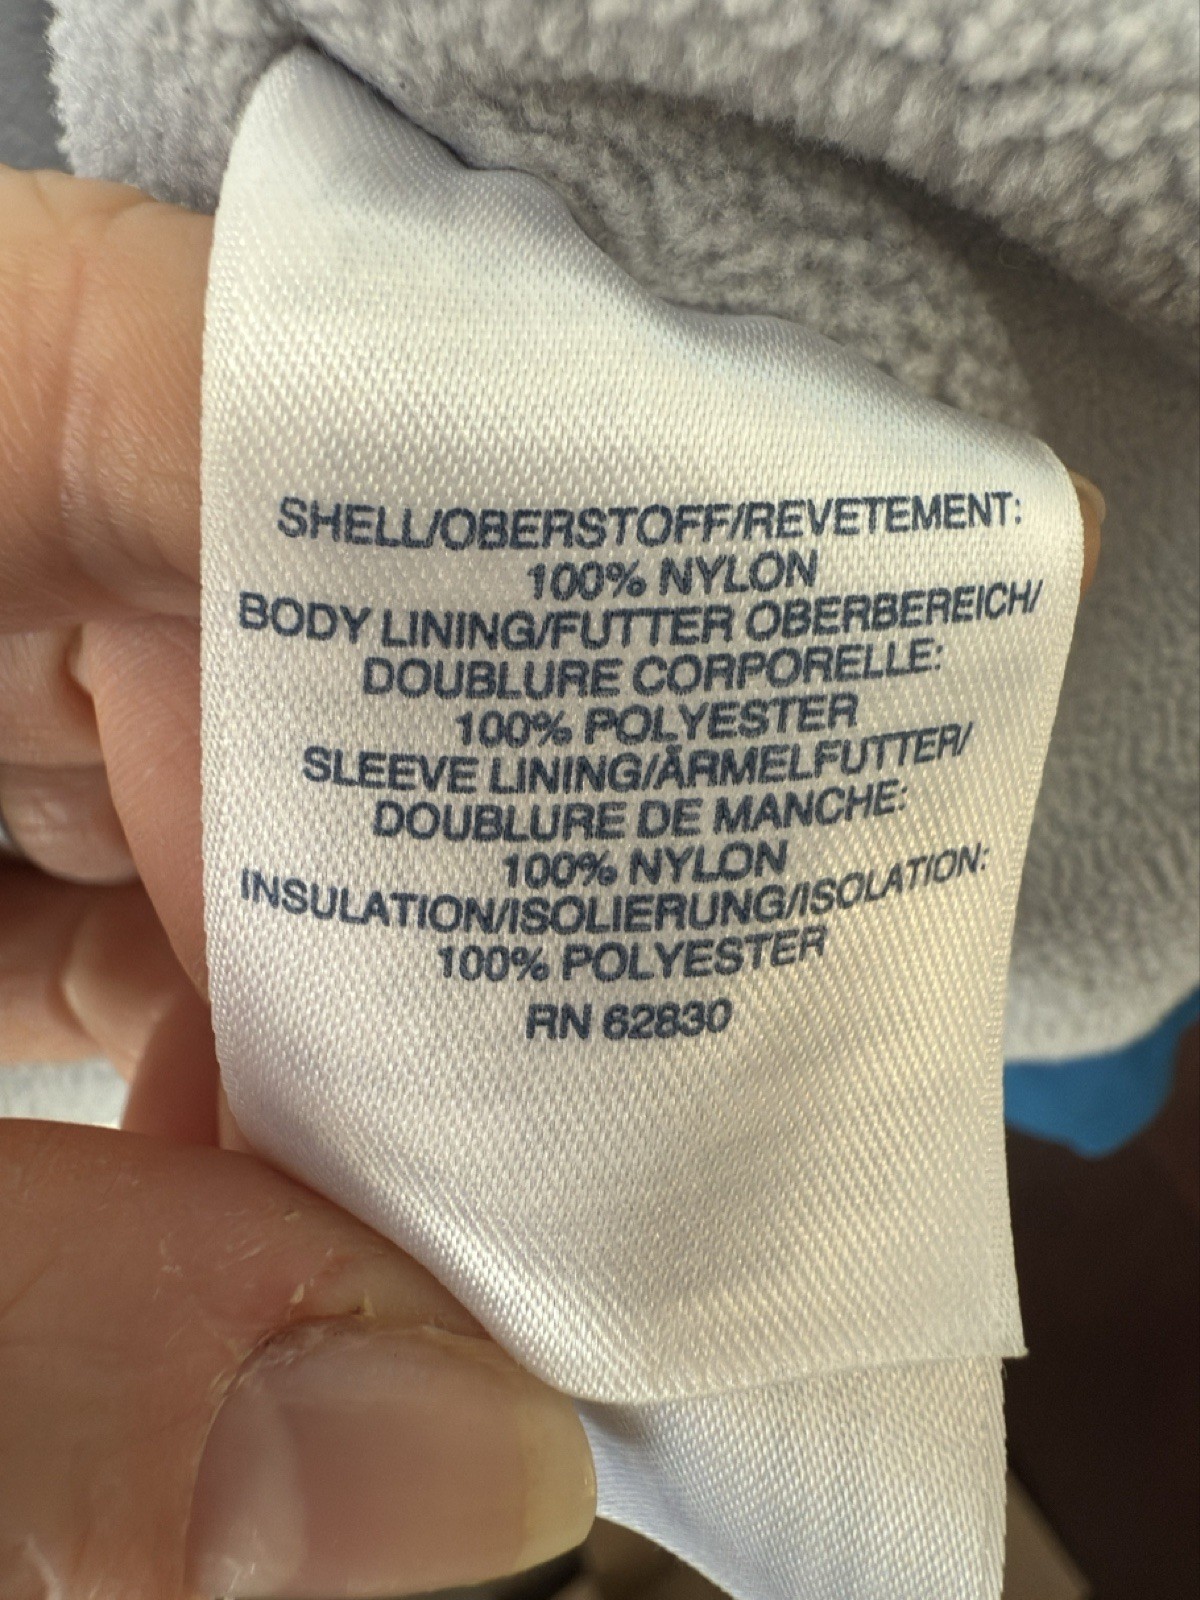 SHELL/OBERSTOFF/REVETEMENT:
100% NYLON
BODY LINING/FUTTER OBERBEREICH/
DOUBLURE CORPORELLE:
100% POLYESTER
SLEEVE LINING/ÄRMELFUTTER/
DOUBLURE DE MANCHE:
100% NYLON
INSULATION/ISOLIERUNG/ISOLATION:
100% POLYESTER
RN 62830